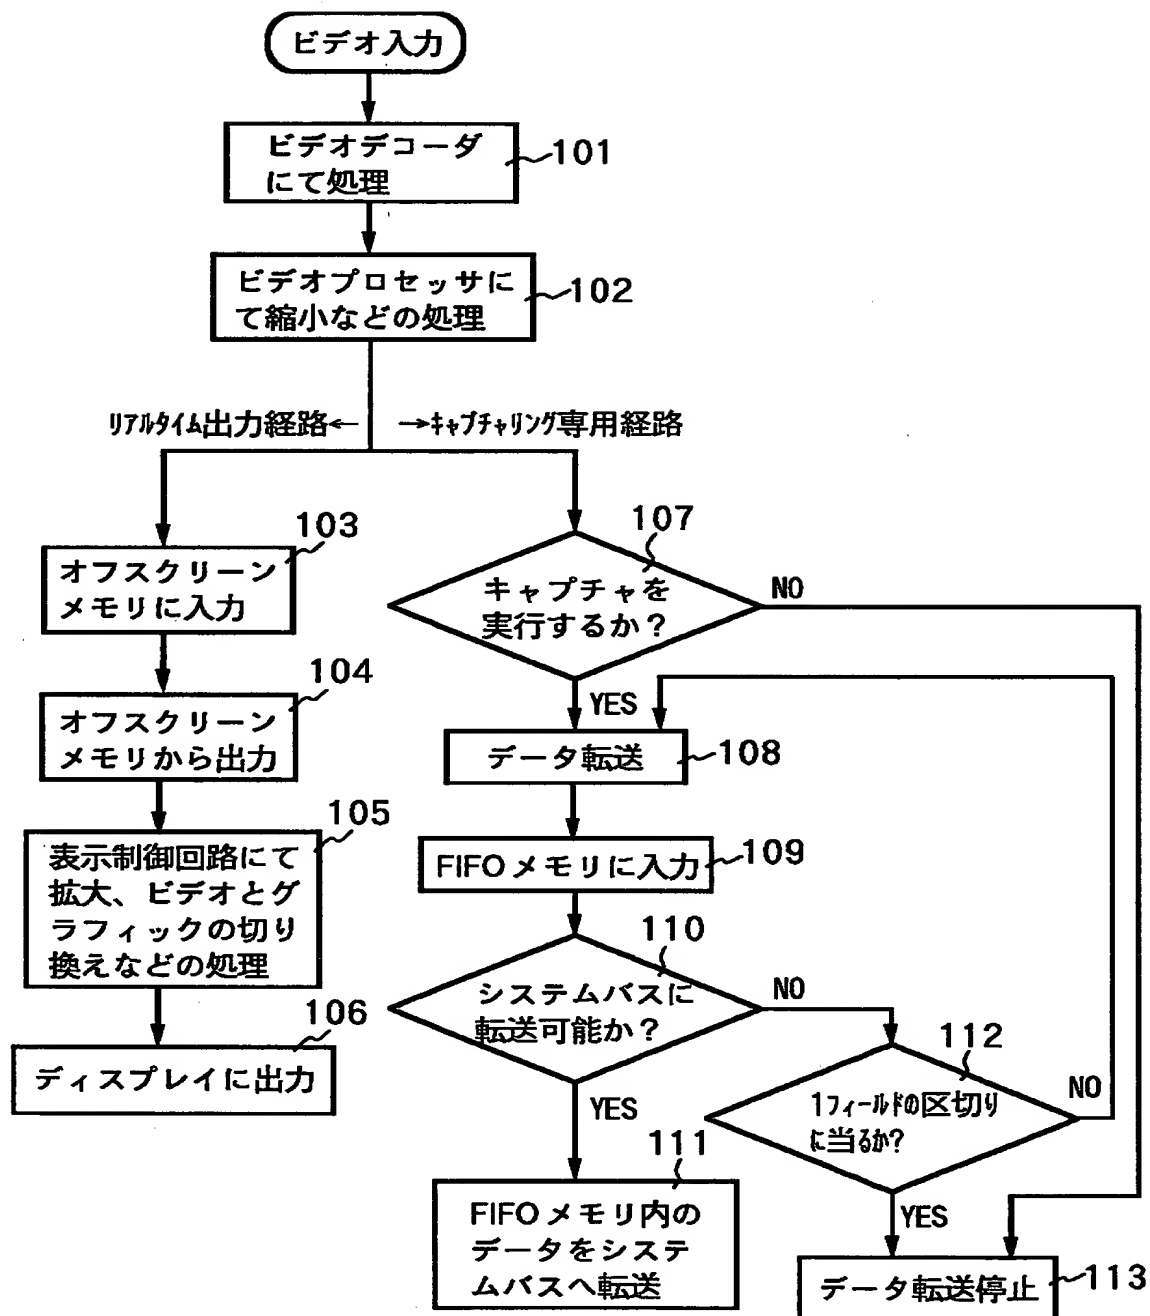 ビデオ入力
ビデオデコーダ
にて処理
101
ビデオプロセッサに
て縮小などの処理
102
リアルタイム出力経路← →キャプチャリング専用経路
103
オフスクリーン
メモリに入力
104
オフスクリーン
メモリから出力
105
表示制御回路にて
拡大、ビデオとグ
ラフィックの切り
換えなどの処理
106
ディスプレイに出力
107
キャプチャを
実行するか?
NO
YES
データ転送
108
FIFOメモリに入力
109
110
システムバスに
転送可能か?
NO
YES
111
FIFOメモリ内の
データをシステ
ムバスへ転送
112
1フィールドの区切り
に当るか?
NO
YES
データ転送停止
113